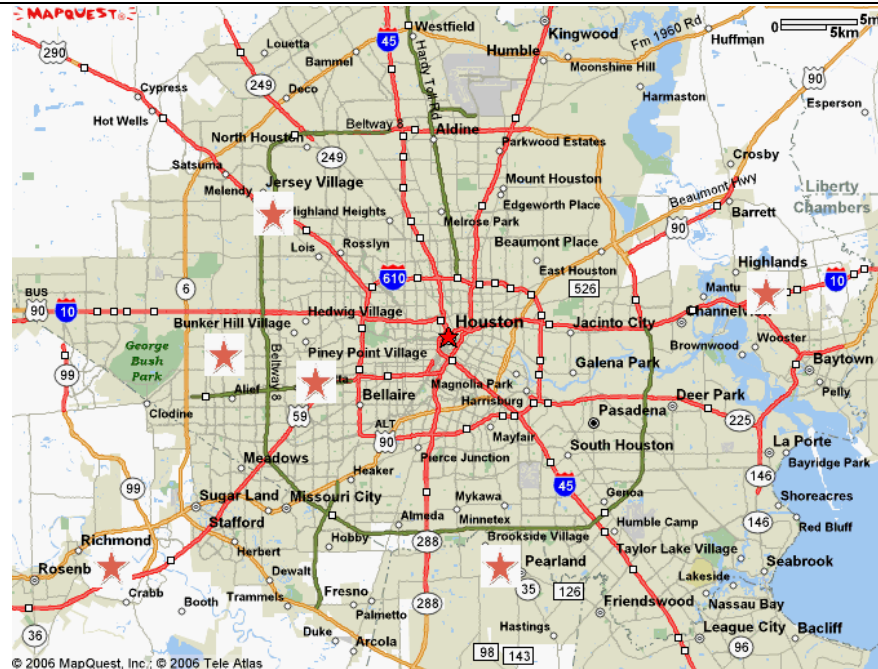 MAPQUEST
Westfield
Kingwood
Fm 1960 Rd
Huffman
0 5mi
5km
45
Louetta
Bammel
Hardy Toll Rd
Humble
Moonshine Hill
290
249
Deco
Cypress
Hot Wells
Harmaston
90
Esperson
Beltway 8
Aldine
North Houston
249
Parkwood Estates
Satsuma
Crosby
Melendy
Jersey Village
Mount Houston
Beaumont Hwy
Liberty
Chambers
Highland Heights
Melrose Park
Edgeworth Place
Barrett
90
Lois
Rosslyn
Beaumont Place
East Houston
Highlands
6
610
526
Mantu
10
BUS
90
10
Hedwig Village
Houston
Jacinto City
Channelview
Bunker Hill Village
Wooster
Brownwood
George
Bush
Park
Piney Point Village
Galena Park
Baytown
99
Beltway 8
Alief
Magnolia Park
Pelly
Clodine
59
Bellaire
Harrisburg
Deer Park
Pasadena
225
ALT
90
Mayfair
Meadows
Pierce Junction
South Houston
La Porte
Bayridge Park
99
Heaker
45
146
Sugar Land
Missouri City
Mykawa
Genoa
Shoreacres
Stafford
Almeda
Minnetex
146
Red Bluff
Richmond
Hobby
288
Brookside Village
Humble Camp
Herbert
Taylor Lake Village
Rosenb
Dewalt
Pearland
Seabrook
Crabb
Booth
Trammels
Fresno
35
126
Lakeside
Palmetto
288
Friendswood
Nassau Bay
36
Duke
Arcola
Hastings
League City
Bacliff
98
143
96
© 2006 MapQuest, Inc.; © 2006 Tele Atlas